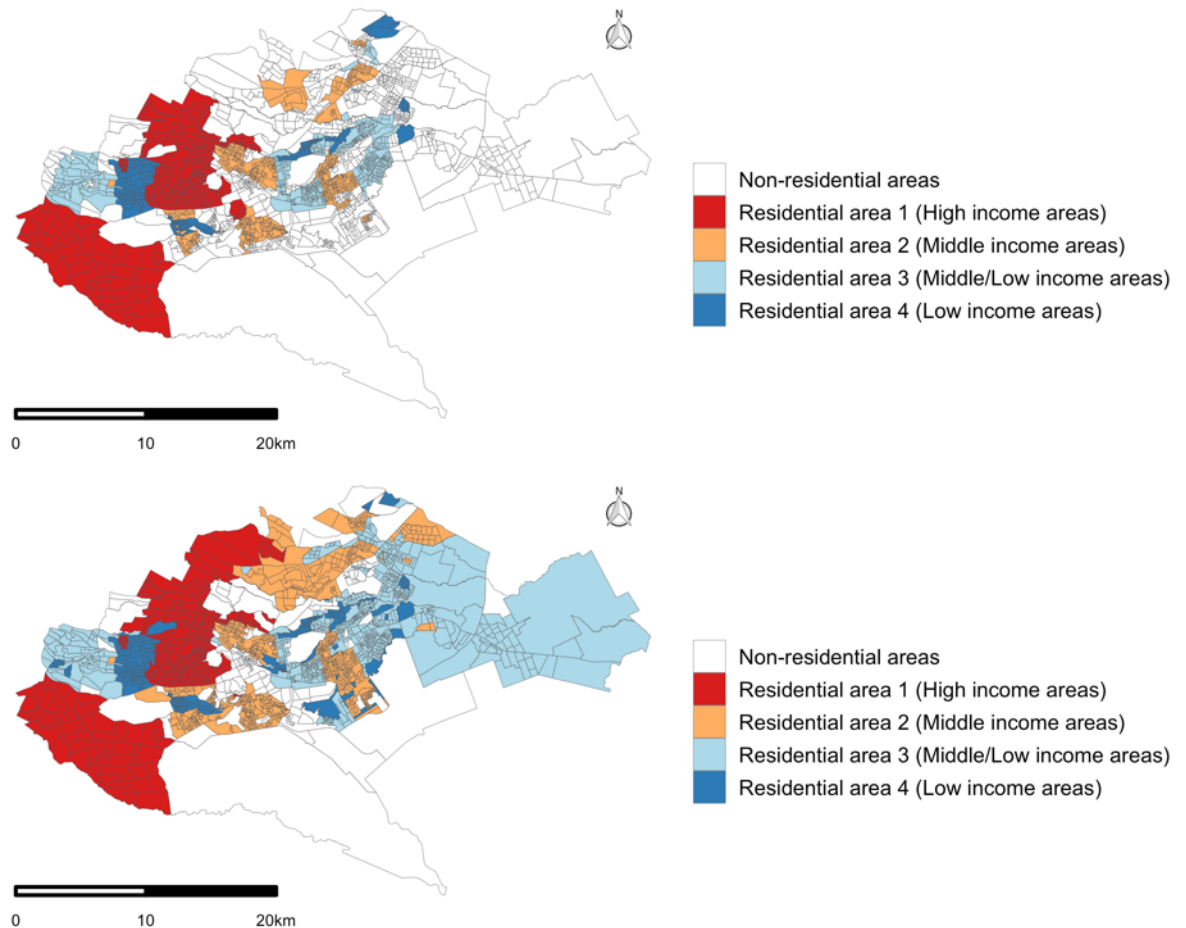 N
Non-residential areas
Residential area 1 (High income areas)
Residential area 2 (Middle income areas)
Residential area 3 (Middle/Low income areas)
Residential area 4 (Low income areas)
0 10 20km
N
Non-residential areas
Residential area 1 (High income areas)
Residential area 2 (Middle income areas)
Residential area 3 (Middle/Low income areas)
Residential area 4 (Low income areas)
0 10 20km